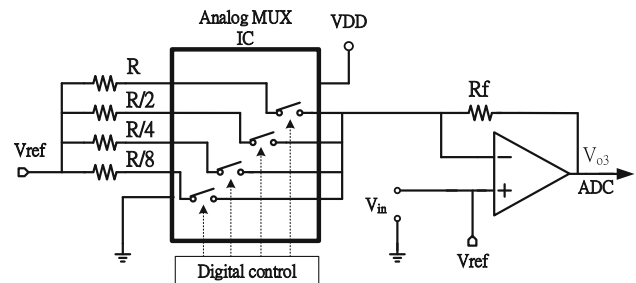 Analog MUX
IC
VDD
R
R/2
R/4
R/8
Vref
Rf
Vo3
ADC
Vin
Vref
Digital control